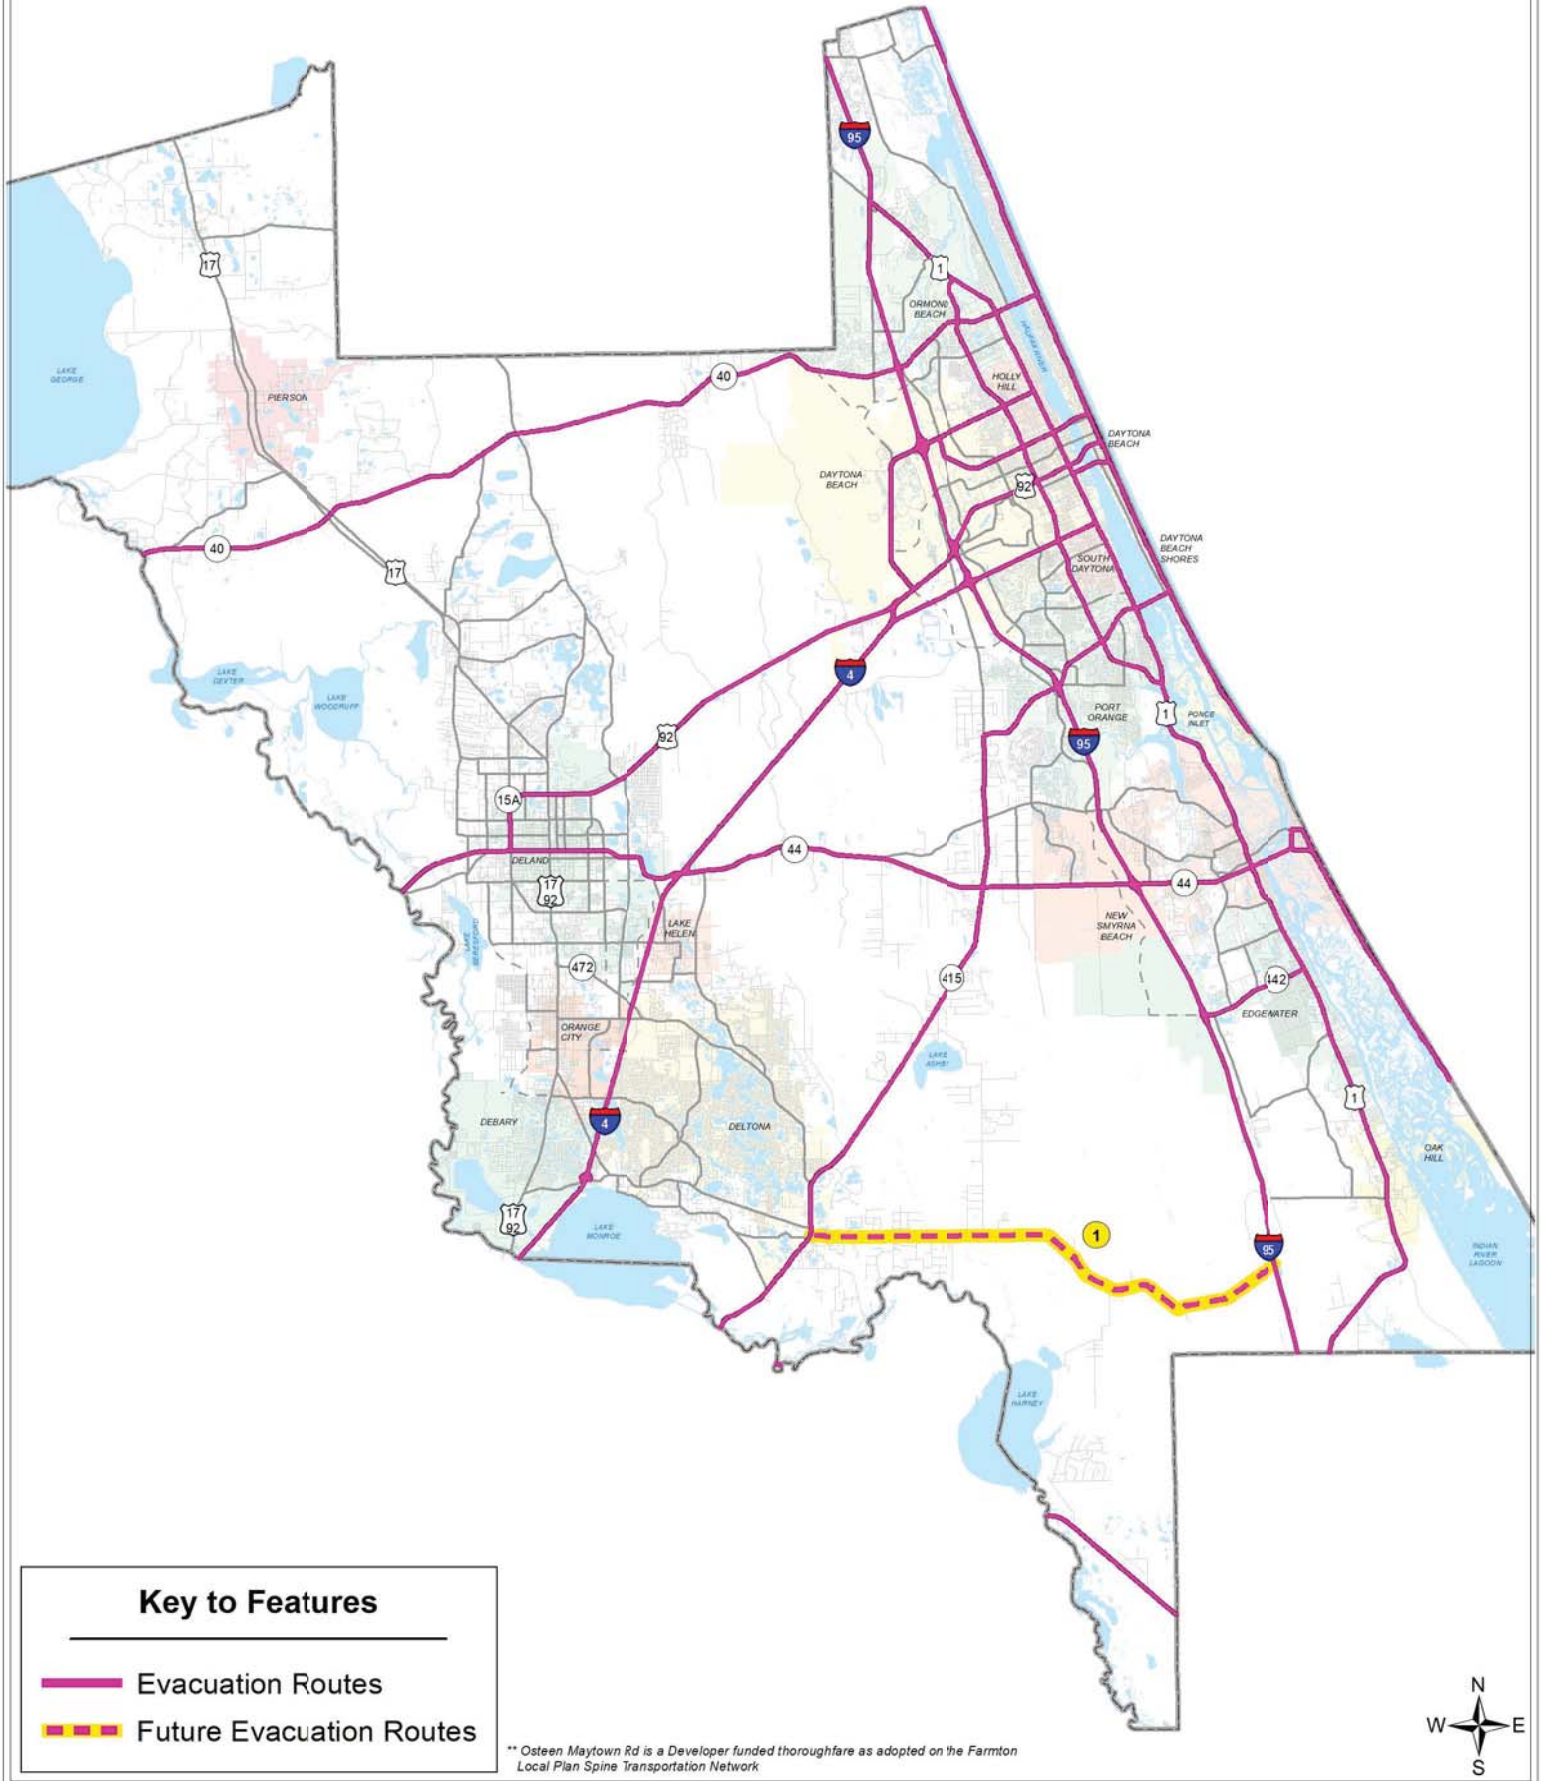 95
17
1
ORMOND
BEACH
HALIFAX RIVER
LAKE
GEORGE
PIERSON
40
HOLLY
HILL
DAYTONA
BEACH
DAYTONA
BEACH
92
40
17
DAYTONA
BEACH
SHORES
SOUTH
DAYTONA
LAKE
DEXTER
LAKE
WOODRUFF
4
PORT
ORANGE
1
PONCE
INLET
92
95
15A
44
DELAND
17
92
44
LAKE
HELEN
NEW
SMYRNA
BEACH
LAKE
BERESFORD
472
415
442
EDGEWATER
ORANGE
CITY
LAKE
ASHBY
1
4
DEBARY
DELTONA
OAK
HILL
17
92
LAKE
MONROE
1
95
INDIAN
RIVER
LAGOON
LAKE
HARNEY
Key to Features
Evacuation Routes
Future Evacuation Routes
** Osteen Maytown Rd is a Developer funded thoroughfare as adopted on the Farmton
Local Plan Spine Transportation Network
N
W E
S